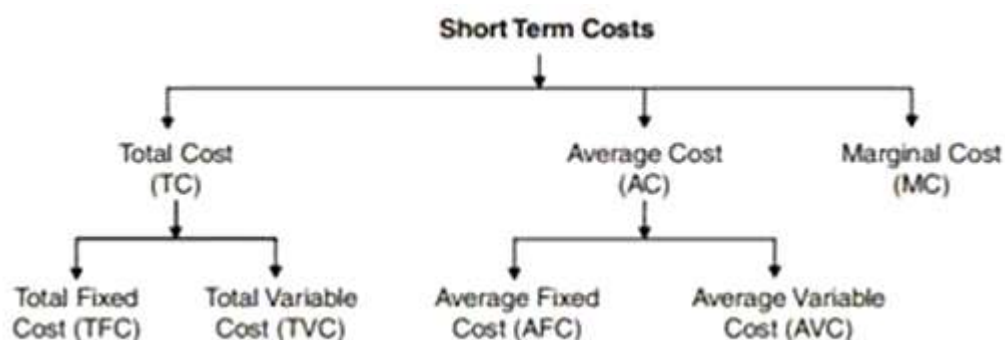 Short Term Costs
Total Cost
(TC)
Average Cost
(AC)
Marginal Cost
(MC)
Total Fixed
Cost (TFC)
Total Variable
Cost (TVC)
Average Fixed
Cost (AFC)
Average Variable
Cost (AVC)